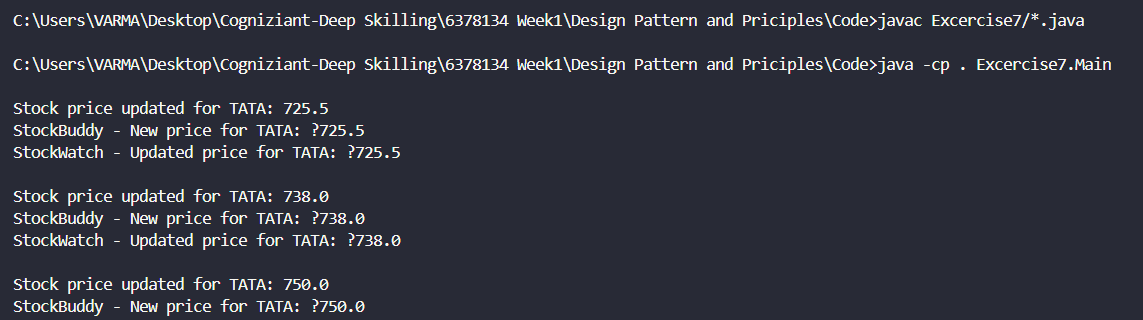 C:\Users\VARMA\Desktop\Cogniziant-Deep Skilling\6378134 Week1\Design Pattern and Priciples\Code>javac Excercise7/*.java
C:\Users\VARMA\Desktop\Cogniziant-Deep Skilling\6378134 Week1\Design Pattern and Priciples\Code>java -cp . Excercise7.Main
Stock price updated for TATA: 725.5
StockBuddy - New price for TATA: ?725.5
StockWatch - Updated price for TATA: ?725.5
Stock price updated for TATA: 738.0
StockBuddy - New price for TATA: ?738.0
StockWatch - Updated price for TATA: ?738.0
Stock price updated for TATA: 750.0
StockBuddy - New price for TATA: ?750.0